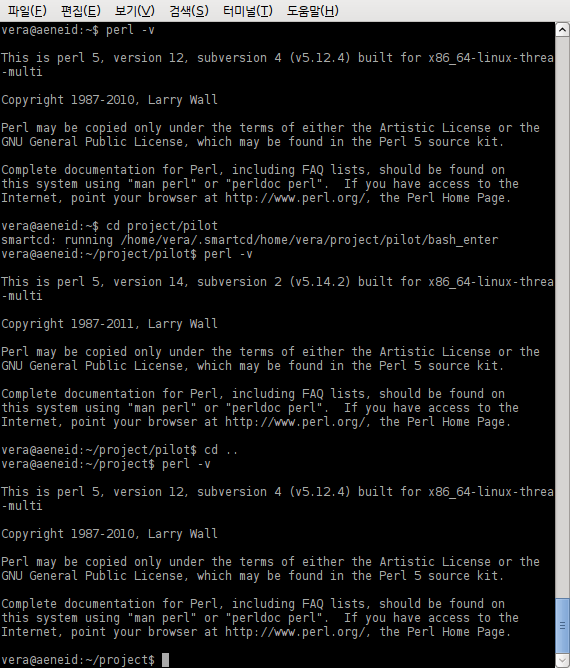 파일(F) 편집(E) 보기(V) 검색(S) 터미널(T) 도움말(H)
vera@aeneid:~$ perl -v
This is perl 5, version 12, subversion 4 (v5.12.4) built for x86_64-linux-threa
-multi
Copyright 1987-2010, Larry Wall
Perl may be copied only under the terms of either the Artistic License or the
GNU General Public License, which may be found in the Perl 5 source kit.
Complete documentation for Perl, including FAQ lists, should be found on
this system using "man perl" or "perldoc perl".  If you have access to the
Internet, point your browser at http://www.perl.org/, the Perl Home Page.
vera@aeneid:~$ cd project/pilot
smartcd: running /home/vera/.smartcd/home/vera/project/pilot/bash_enter
vera@aeneid:~/project/pilot$ perl -v
This is perl 5, version 14, subversion 2 (v5.14.2) built for x86_64-linux-threa
-multi
Copyright 1987-2011, Larry Wall
Perl may be copied only under the terms of either the Artistic License or the
GNU General Public License, which may be found in the Perl 5 source kit.
Complete documentation for Perl, including FAQ lists, should be found on
this system using "man perl" or "perldoc perl".  If you have access to the
Internet, point your browser at http://www.perl.org/, the Perl Home Page.
vera@aeneid:~/project/pilot$ cd ..
vera@aeneid:~/project$ perl -v
This is perl 5, version 12, subversion 4 (v5.12.4) built for x86_64-linux-threa
-multi
Copyright 1987-2010, Larry Wall
Perl may be copied only under the terms of either the Artistic License or the
GNU General Public License, which may be found in the Perl 5 source kit.
Complete documentation for Perl, including FAQ lists, should be found on
this system using "man perl" or "perldoc perl".  If you have access to the
Internet, point your browser at http://www.perl.org/, the Perl Home Page.
vera@aeneid:~/project$